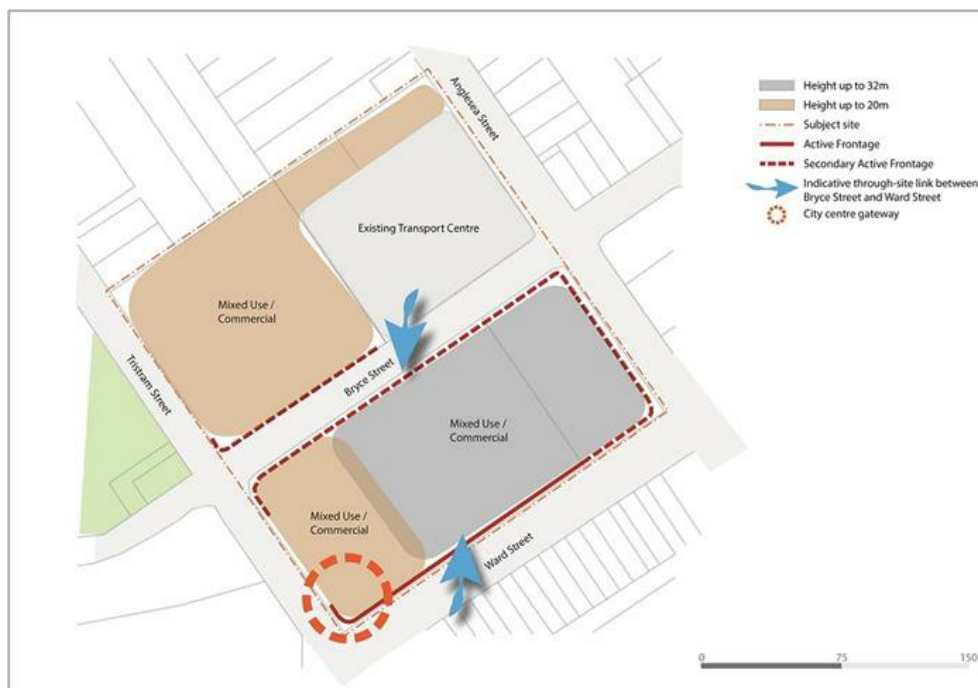 Height up to 32m
Height up to 20m
Subject site
Active Frontage
Secondary Active Frontage
Indicative through-site link between
Bryce Street and Ward Street
City centre gateway
Anglesea Street
Existing Transport Centre
Mixed Use /
Commercial
Tristram Street
Bryce Street
Mixed Use /
Commercial
Mixed Use /
Commercial
Ward Street
0 75 150